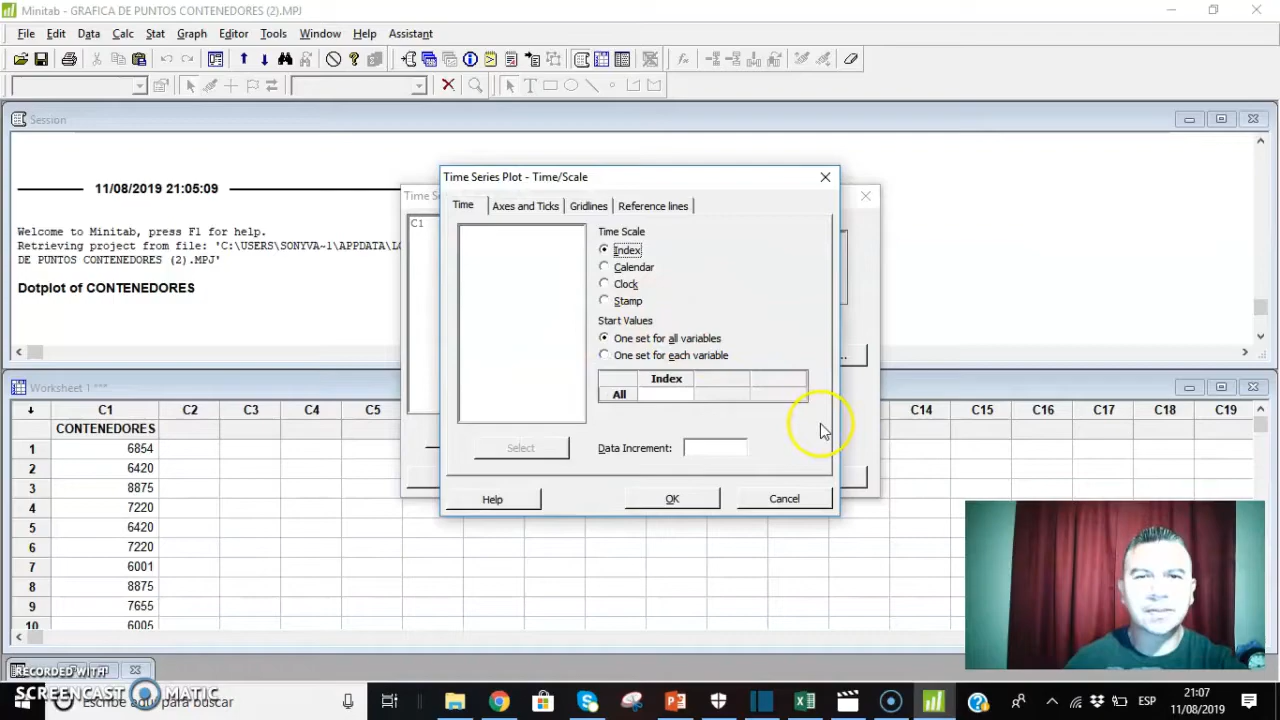 Minitab - GRAFICA DE PUNTOS CONTENEDORES (2).MPJ
File Edit Data Calc Stat Graph Editor Tools Window Help Assistant
Session
11/08/2019 21:05:09
Welcome to Minitab, press F1 for help.
Retrieving project from file: 'C:\USERS\SONYVA~1\APPDATA\LO
DE PUNTOS CONTENEDORES (2).MPJ'
Dotplot of CONTENEDORES
Time Se
C1
Time Series Plot - Time/Scale
Time Axes and Ticks Gridlines Reference lines
Time Scale
Index
Calendar
Clock
Stamp
Start Values
One set for all variables
One set for each variable
Index
All
Select
Data Increment:
Help OK Cancel
Worksheet 1 ***
C1 C2 C3 C4 C5 C14 C15 C16 C17 C18 C19
CONTENEDORES
1 6854
2 6420
3 8875
4 7220
5 6420
6 7220
7 6001
8 8875
9 7655
10 6005
RECORDED WITH
SCREENCAST MATIC
Escribe aquí para buscar
ESP
21:07
11/08/2019